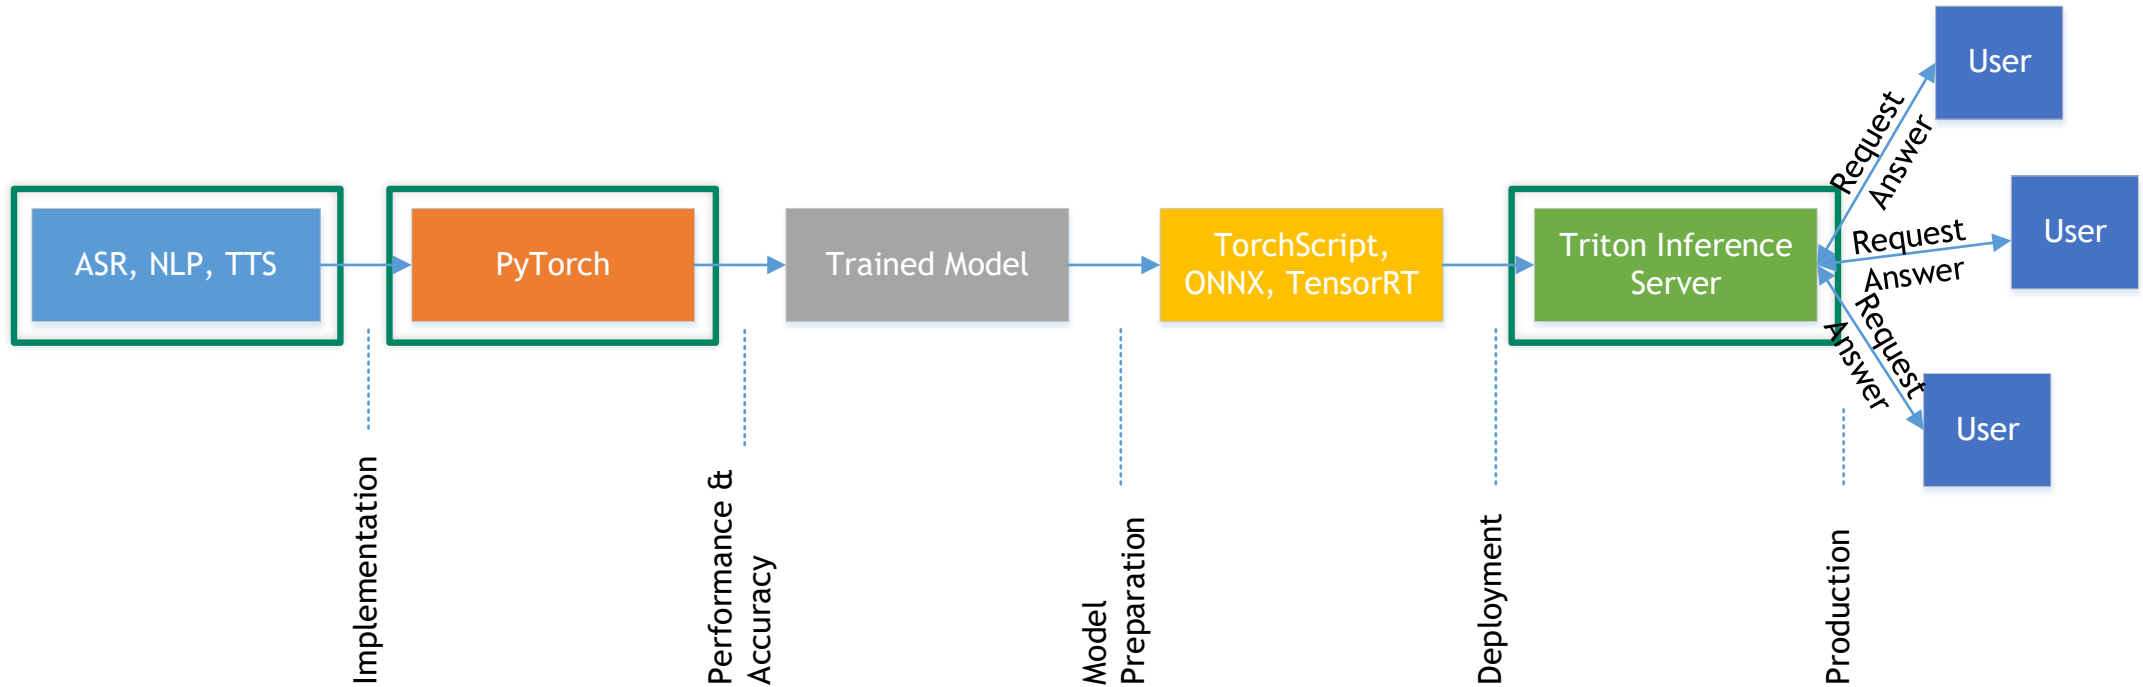 ASR, NLP, TTS
PyTorch
Trained Model
TorchScript,
ONNX, TensorRT
Triton Inference
Server
Request
Answer
User
Request
Answer
User
Request
Answer
User
Implementation
Performance &
Accuracy
Model
Preparation
Deployment
Production